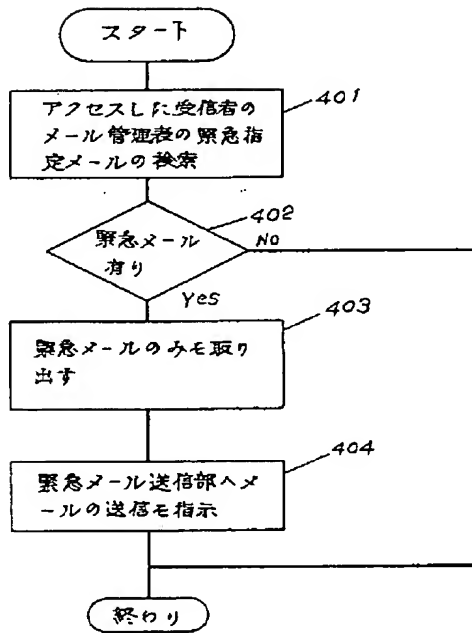 スタート
アクセスした受信者の
メール管理表の緊急指
定メールの検索
401
緊急メール
有り
402
No
Yes
緊急メールのみを取り
出す
403
緊急メール送信部へメ
ールの送信を指示
404
終わり